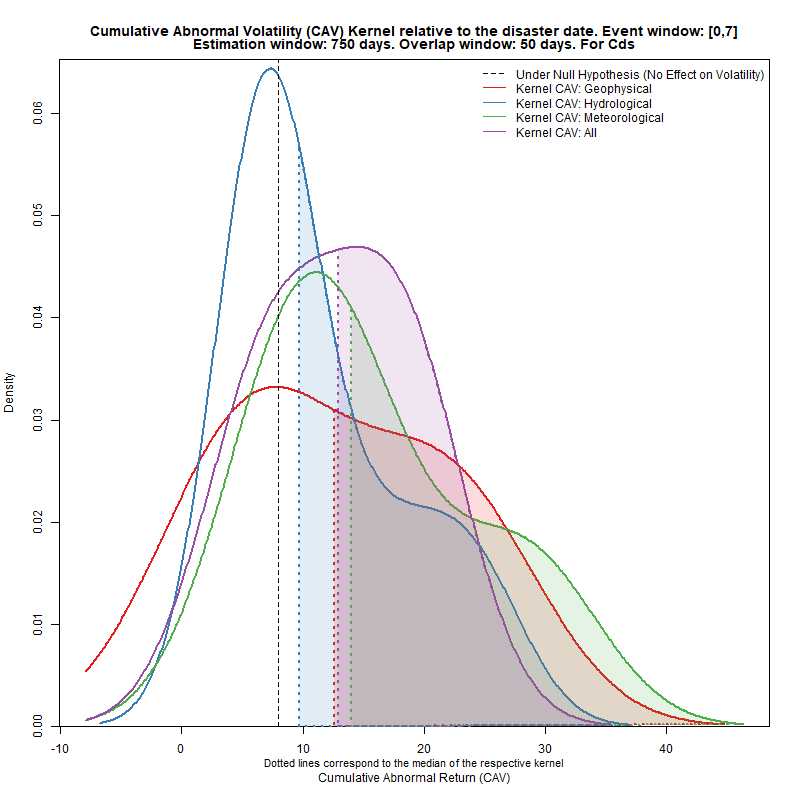 Cumulative Abnormal Volatility (CAV) Kernel relative to the disaster date. Event window: [0,7]
Estimation window: 750 days. Overlap window: 50 days. For Cds
Under Null Hypothesis (No Effect on Volatility)
Kernel CAV: Geophysical
Kernel CAV: Hydrological
Kernel CAV: Meteorological
Kernel CAV: All
Density
0.06
0.05
0.04
0.03
0.02
0.01
0.00
-10 0 10 20 30 40
Dotted lines correspond to the median of the respective kernel
Cumulative Abnormal Return (CAV)